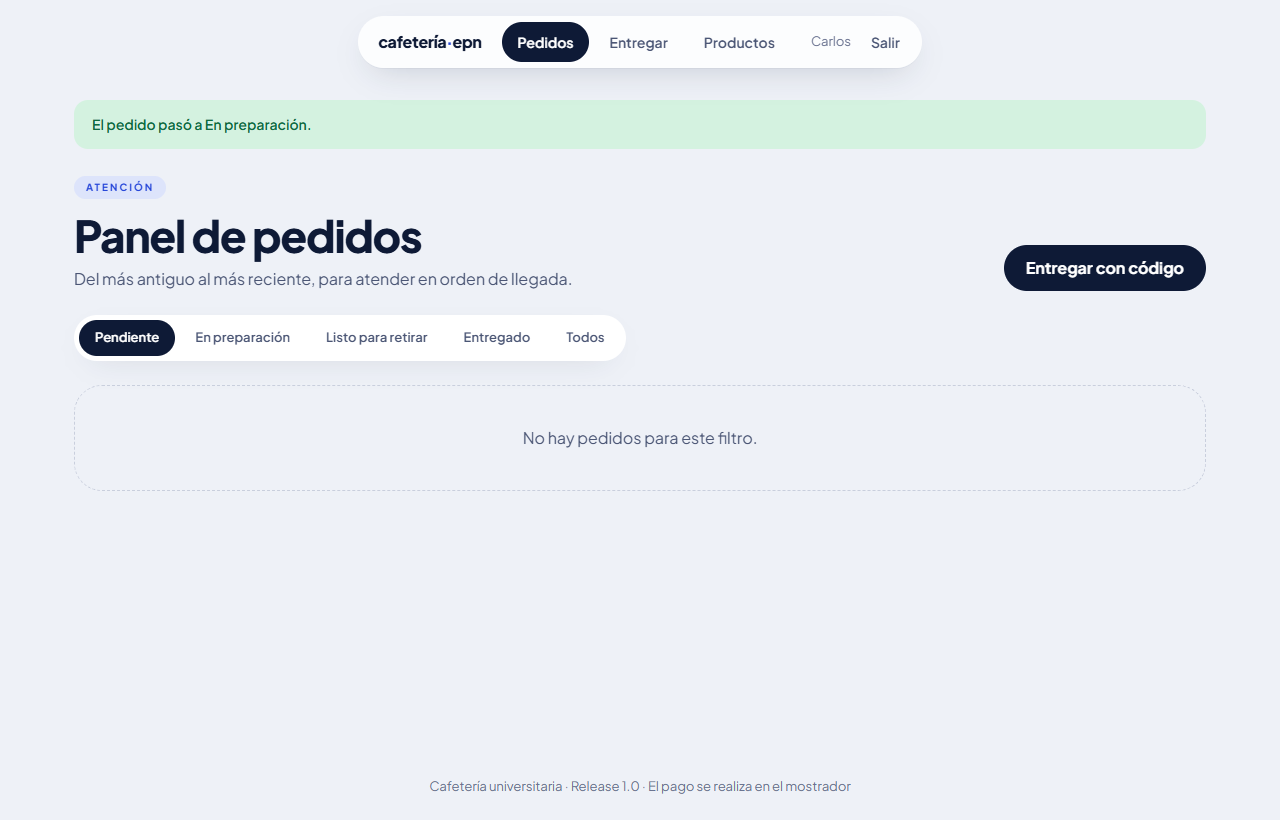 cafetería·epn Pedidos Entregar Productos Carlos Salir
El pedido pasó a En preparación.
ATENCIÓN
Panel de pedidos
Del más antiguo al más reciente, para atender en orden de llegada.
Entregar con código
Pendiente En preparación Listo para retirar Entregado Todos
No hay pedidos para este filtro.
Cafetería universitaria · Release 1.0 · El pago se realiza en el mostrador